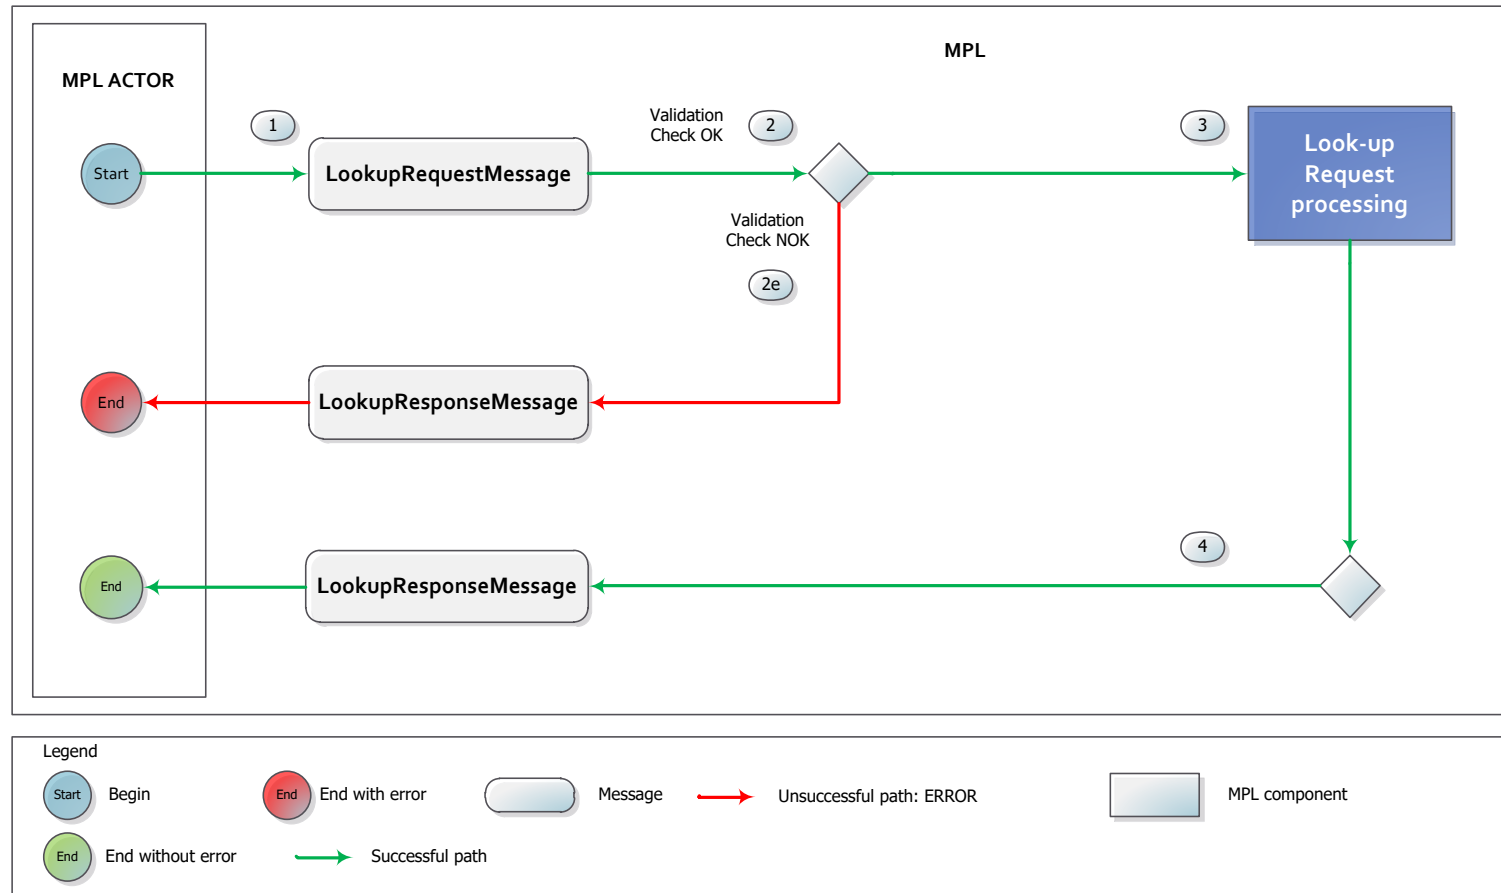 MPL
MPL ACTOR
Start
1
LookupRequestMessage
Validation
Check OK
2
3
Look-up
Request
processing
Validation
Check NOK
2e
End
LookupResponseMessage
4
End
LookupResponseMessage
Legend
Start
Begin
End
End with error
Message
Unsuccessful path: ERROR
MPL component
End
End without error
Successful path